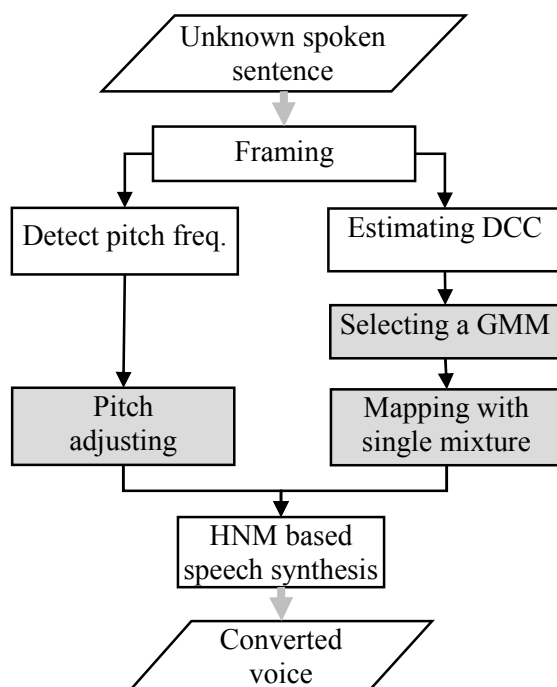 Unknown spoken
sentence
Framing
Detect pitch freq.
Estimating DCC
Selecting a GMM
Pitch
adjusting
Mapping with
single mixture
HNM based
speech synthesis
Converted
voice